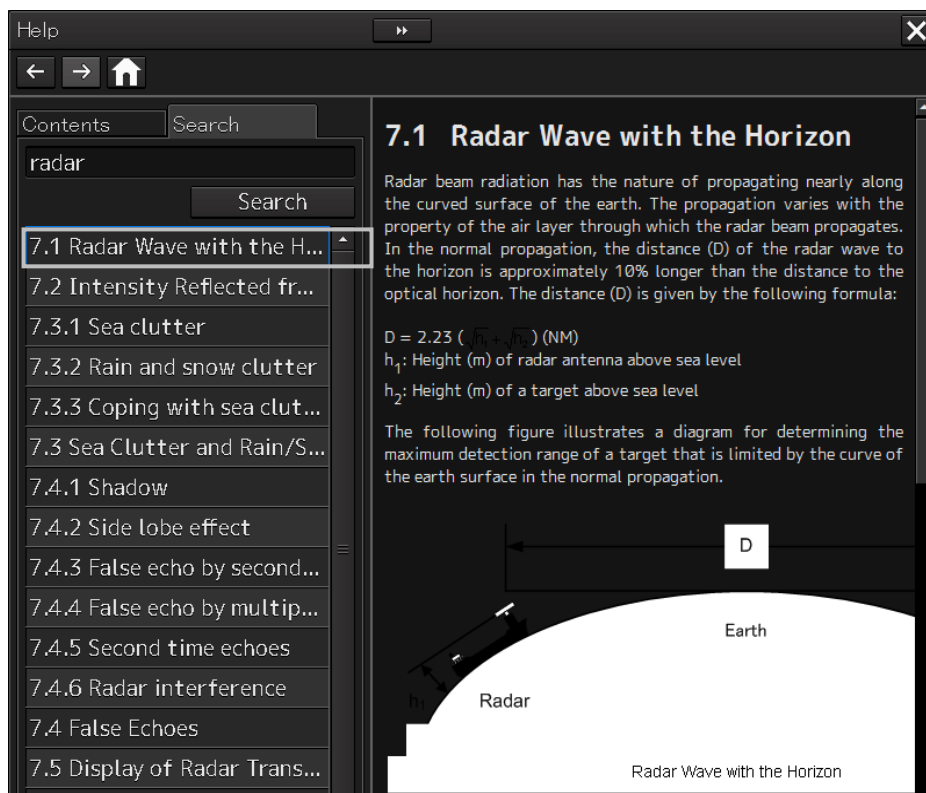 Help
Contents
Search
radar
Search
7.1 Radar Wave with the H...
7.2 Intensity Reflected fr...
7.3.1 Sea clutter
7.3.2 Rain and snow clutter
7.3.3 Coping with sea clut...
7.3 Sea Clutter and Rain/S...
7.4.1 Shadow
7.4.2 Side lobe effect
7.4.3 False echo by second...
7.4.4 False echo by multip...
7.4.5 Second time echoes
7.4.6 Radar interference
7.4 False Echoes
7.5 Display of Radar Trans...
7.1 Radar Wave with the Horizon
Radar beam radiation has the nature of propagating nearly along
the curved surface of the earth. The propagation varies with the
property of the air layer through which the radar beam propagates.
In the normal propagation, the distance (D) of the radar wave to
the horizon is approximately 10% longer than the distance to the
optical horizon. The distance (D) is given by the following formula:
D = 2.23 (√h₁ + √h₂) (NM)
h₁: Height (m) of radar antenna above sea level
h₂: Height (m) of a target above sea level
The following figure illustrates a diagram for determining the
maximum detection range of a target that is limited by the curve of
the earth surface in the normal propagation.
D
Earth
h₁
Radar
Radar Wave with the Horizon